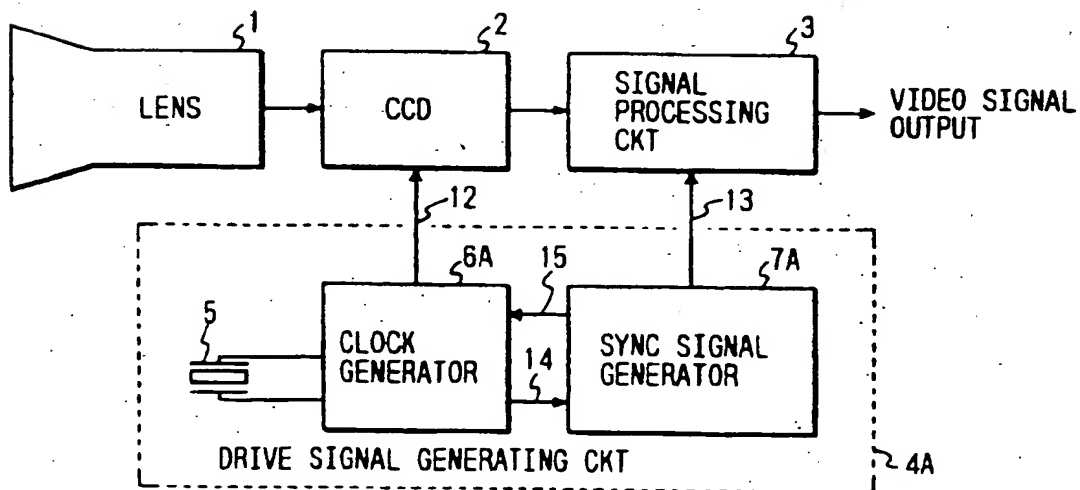 1
2
3
LENS
CCD
SIGNAL
PROCESSING
CKT
VIDEO SIGNAL
OUTPUT
12
13
6A
15
7A
5
CLOCK
GENERATOR
14
SYNC SIGNAL
GENERATOR
DRIVE SIGNAL GENERATING CKT
4A